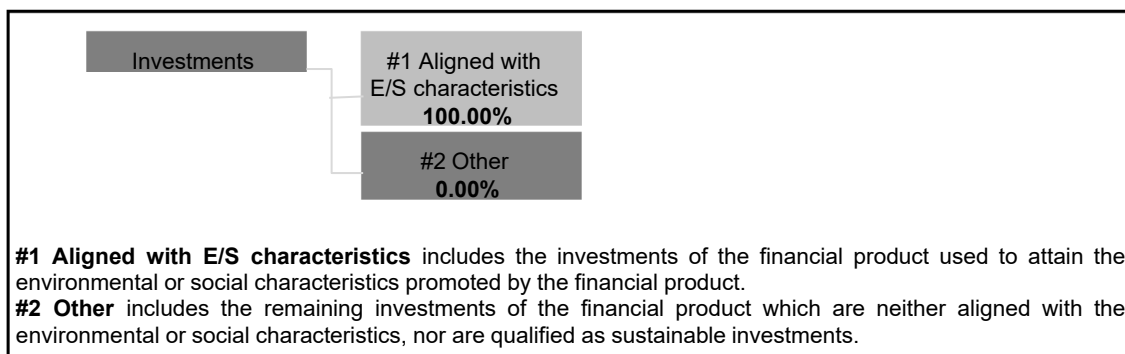 Investments
#1 Aligned with
E/S characteristics
100.00%
#2 Other
0.00%
#1 Aligned with E/S characteristics includes the investments of the financial product used to attain the
environmental or social characteristics promoted by the financial product.
#2 Other includes the remaining investments of the financial product which are neither aligned with the
environmental or social characteristics, nor are qualified as sustainable investments.